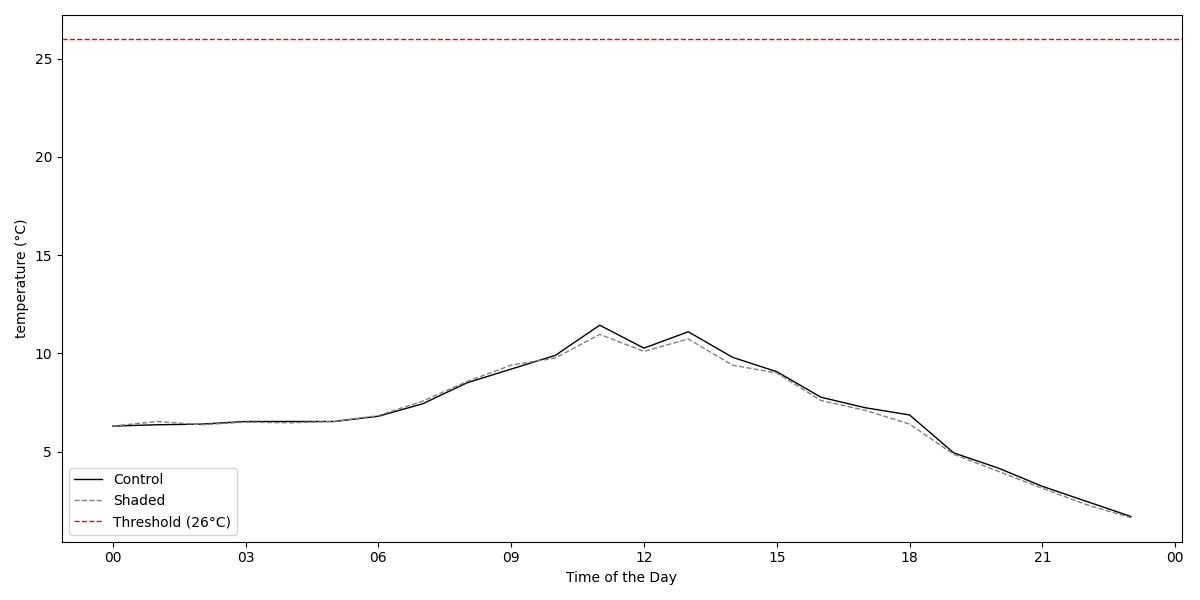 25
20
15
10
5
temperature (°C)
Control
Shaded
Threshold (26°C)
00 03 06 09 12 15 18 21 00
Time of the Day